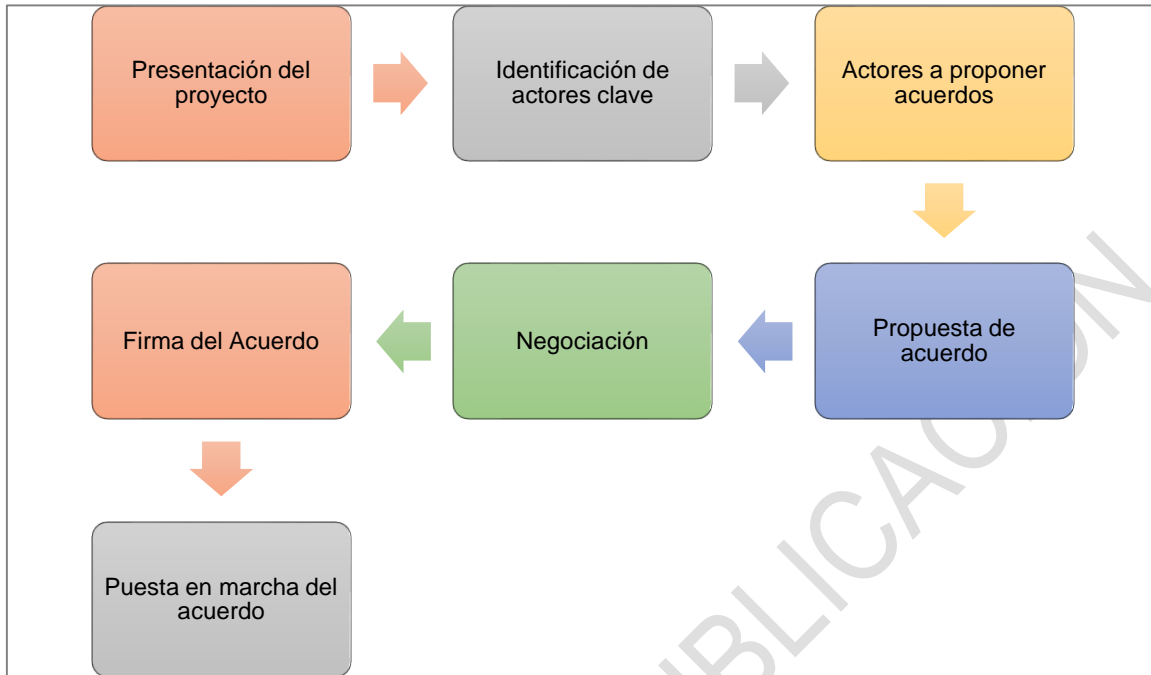 Presentación del
proyecto
Identificación de
actores clave
Actores a proponer
acuerdos
Propuesta de
acuerdo
Negociación
Firma del Acuerdo
Puesta en marcha del
acuerdo